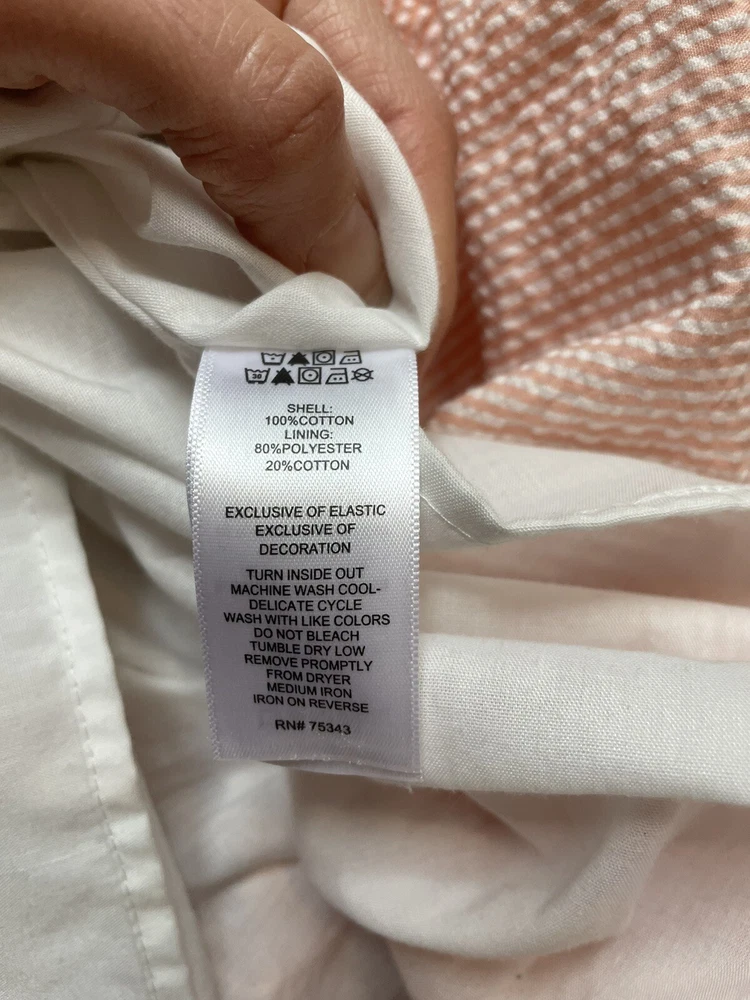 30
SHELL:
100%COTTON
LINING:
80%POLYESTER
20%COTTON
EXCLUSIVE OF ELASTIC
EXCLUSIVE OF
DECORATION
TURN INSIDE OUT
MACHINE WASH COOL-
DELICATE CYCLE
WASH WITH LIKE COLORS
DO NOT BLEACH
TUMBLE DRY LOW
REMOVE PROMPTLY
FROM DRYER
MEDIUM IRON
IRON ON REVERSE
RN# 75343